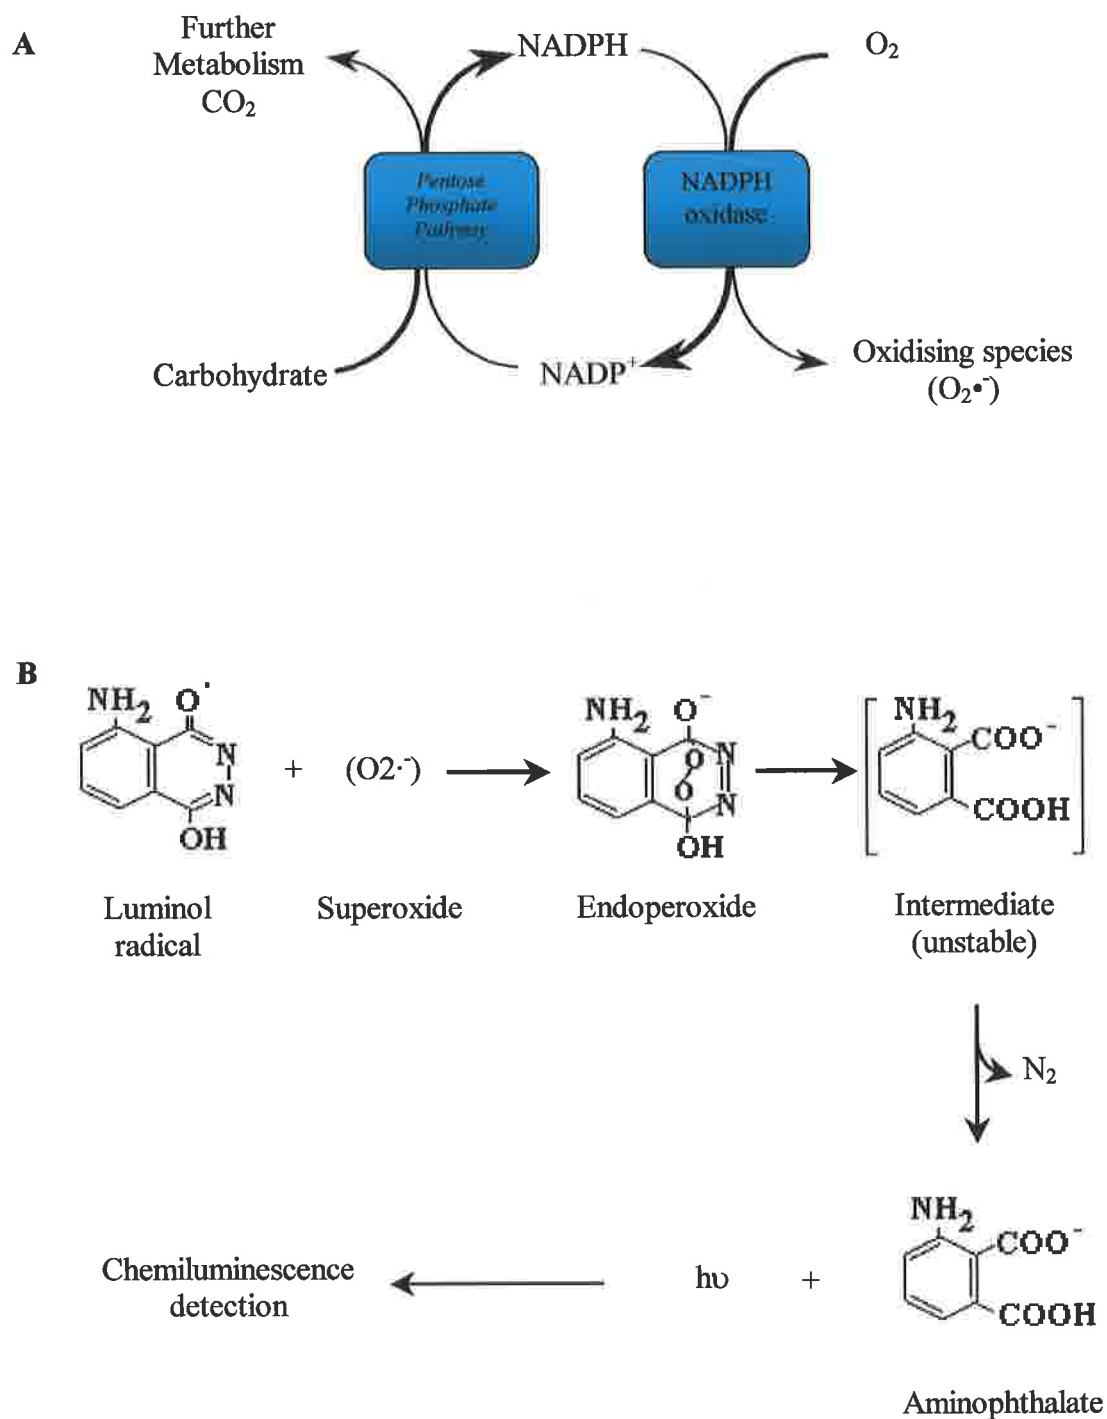 A
Further
Metabolism
CO₂
NADPH
O₂
Pentose
Phosphate
Pathway
NADPH
oxidase
Carbohydrate
NADP⁺
Oxidising species
(O₂•⁻)
B
NH₂ O˙
N
N
OH
+
(O2·⁻)
NH₂ O⁻
O
N
O
N
OH
NH₂
COO⁻
COOH
Luminol
radical
Superoxide
Endoperoxide
Intermediate
(unstable)
N₂
NH₂
COO⁻
COOH
Chemiluminescence
detection
hυ
+
Aminophthalate